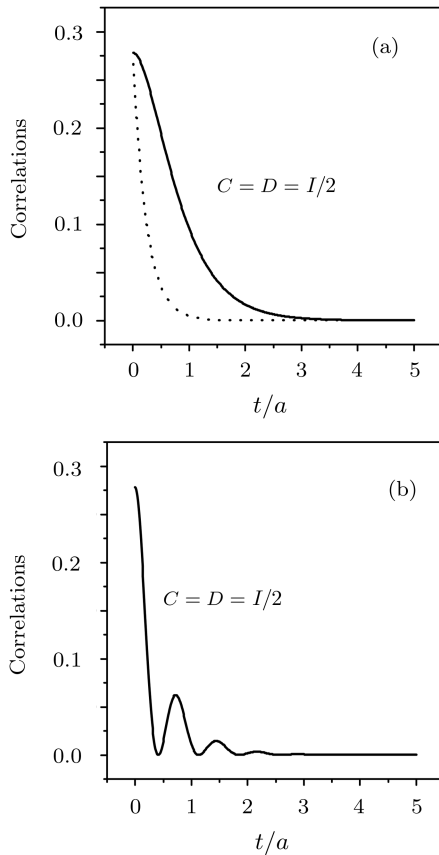 (a)
0.3
0.2
0.1
0.0
Correlations
C = D = I/2
0 1 2 3 4 5
t/a
(b)
0.3
0.2
0.1
0.0
Correlations
C = D = I/2
0 1 2 3 4 5
t/a